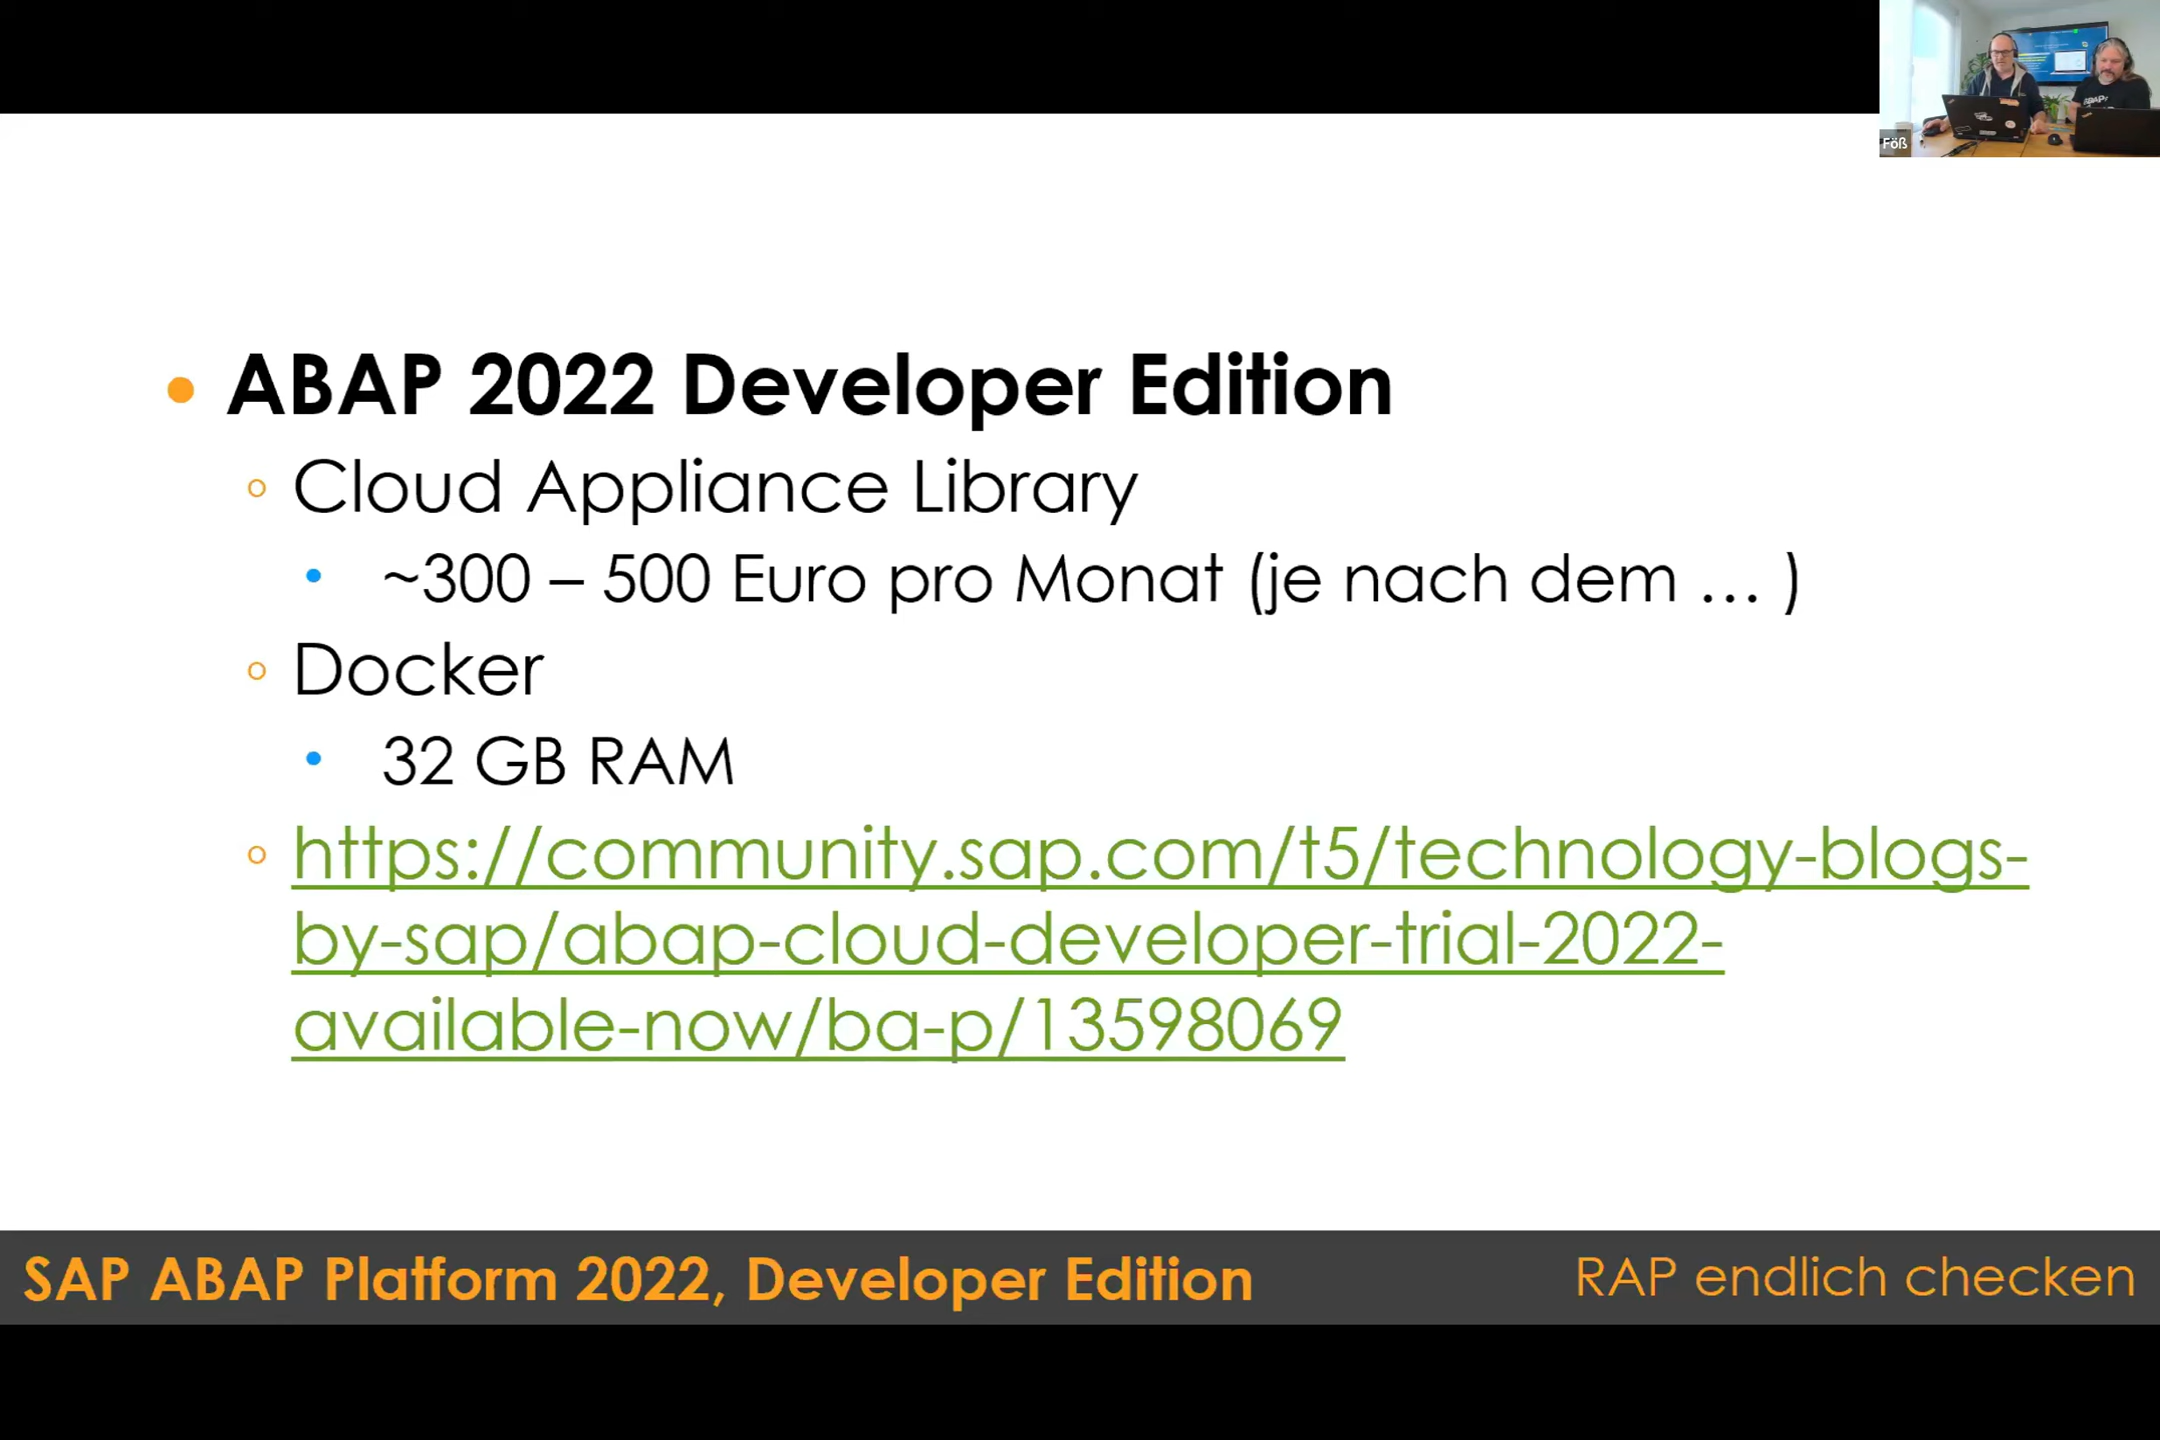 Föß
• ABAP 2022 Developer Edition
◦ Cloud Appliance Library
• ~300 – 500 Euro pro Monat (je nach dem … )
◦ Docker
• 32 GB RAM
◦ https://community.sap.com/t5/technology-blogs-
by-sap/abap-cloud-developer-trial-2022-
available-now/ba-p/13598069
SAP ABAP Platform 2022, Developer Edition
RAP endlich checken